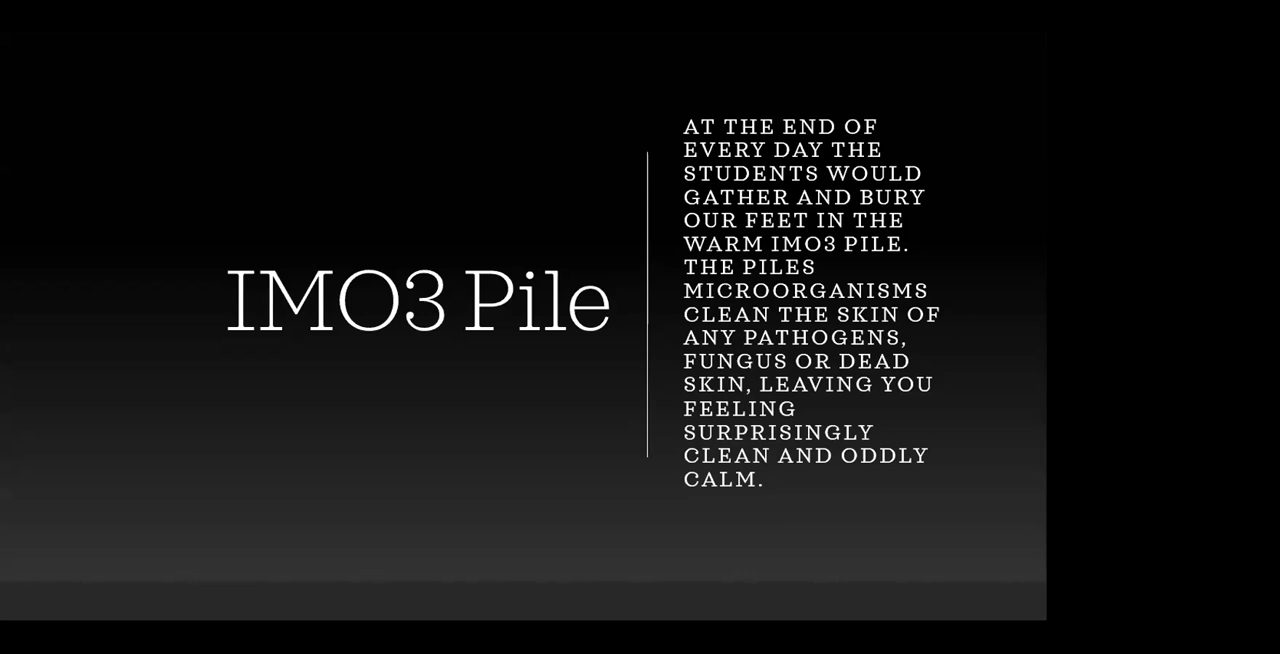 IMO3 Pile
AT THE END OF
EVERY DAY THE
STUDENTS WOULD
GATHER AND BURY
OUR FEET IN THE
WARM IMO3 PILE.
THE PILES
MICROORGANISMS
CLEAN THE SKIN OF
ANY PATHOGENS,
FUNGUS OR DEAD
SKIN, LEAVING YOU
FEELING
SURPRISINGLY
CLEAN AND ODDLY
CALM.